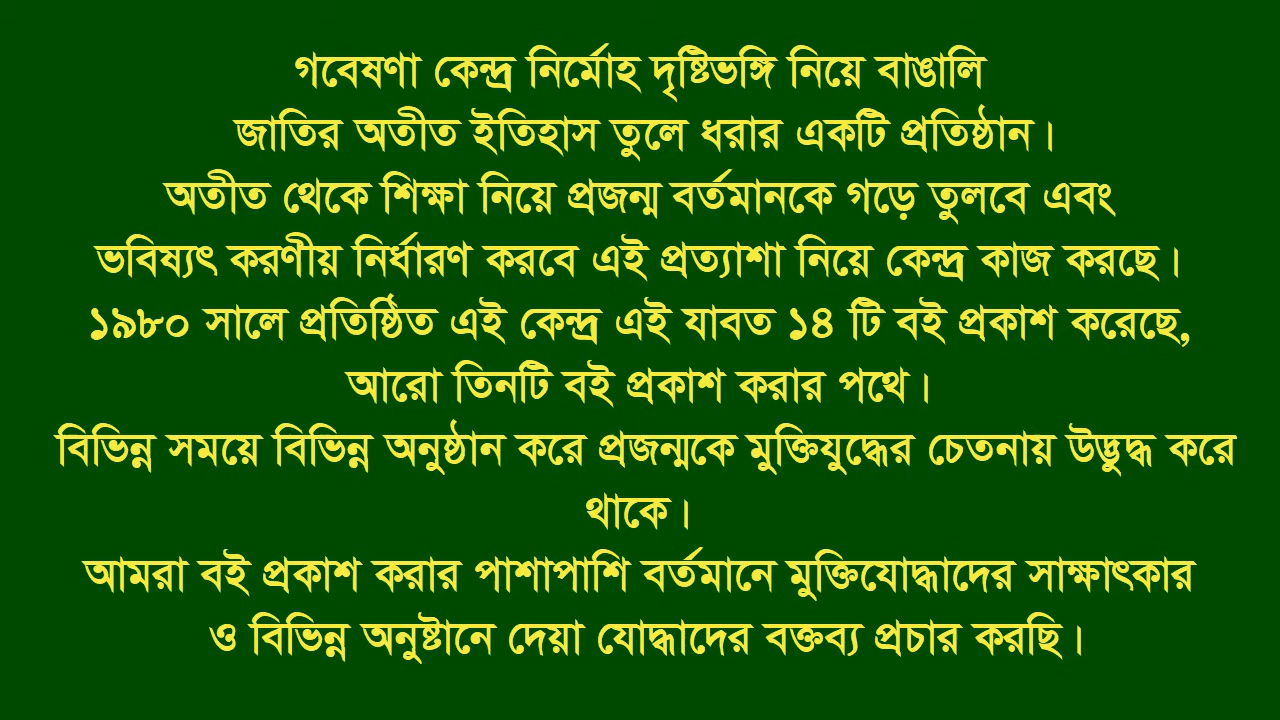 গবেষণা কেন্দ্র নির্মোহ দৃষ্টিভঙ্গি নিয়ে বাঙালি
জাতির অতীত ইতিহাস তুলে ধরার একটি প্রতিষ্ঠান।
অতীত থেকে শিক্ষা নিয়ে প্রজন্ম বর্তমানকে গড়ে তুলবে এবং
ভবিষ্যৎ করণীয় নির্ধারণ করবে এই প্রত্যাশা নিয়ে কেন্দ্র কাজ করছে।
১৯৮০ সালে প্রতিষ্ঠিত এই কেন্দ্র এই যাবত ১৪ টি বই প্রকাশ করেছে,
আরো তিনটি বই প্রকাশ করার পথে।
বিভিন্ন সময়ে বিভিন্ন অনুষ্ঠান করে প্রজন্মকে মুক্তিযুদ্ধের চেতনায় উদ্ভুদ্ধ করে
থাকে।
আমরা বই প্রকাশ করার পাশাপাশি বর্তমানে মুক্তিযোদ্ধাদের সাক্ষাৎকার
ও বিভিন্ন অনুষ্টানে দেয়া যোদ্ধাদের বক্তব্য প্রচার করছি।